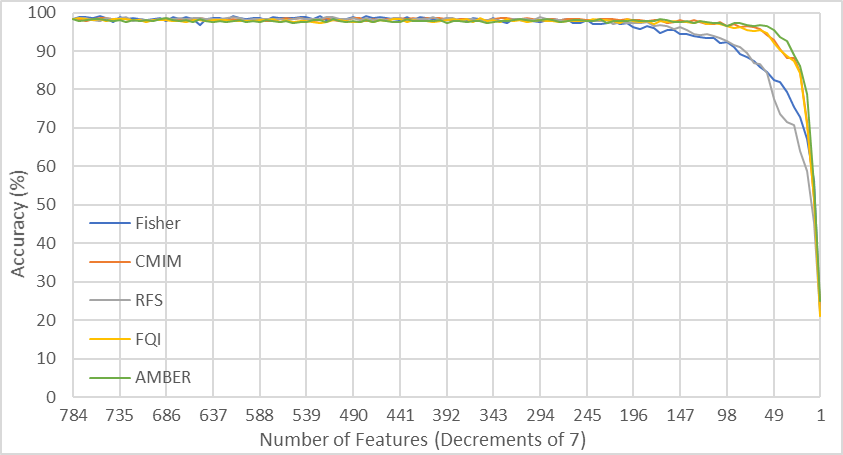 Accuracy (%)
100
90
80
70
60
50
40
30
20
10
0
Fisher
CMIM
RFS
FQI
AMBER
784 735 686 637 588 539 490 441 392 343 294 245 196 147 98 49 1
Number of Features (Decrements of 7)